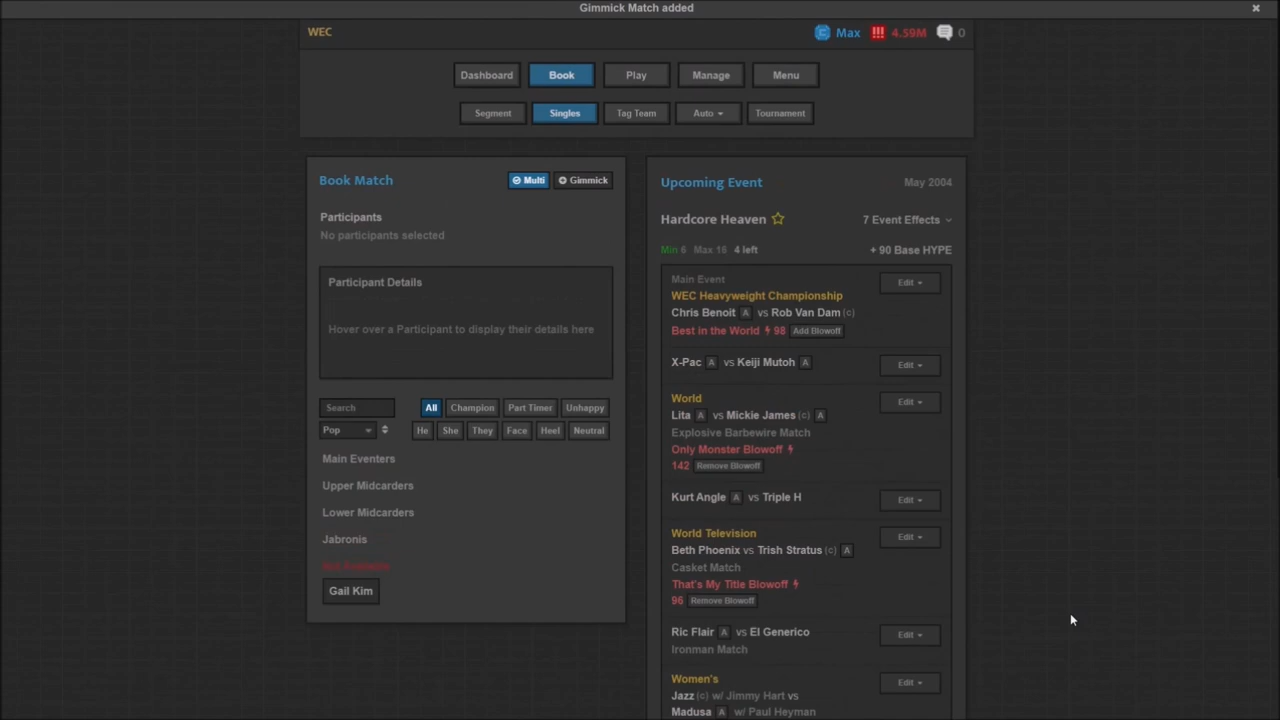 Gimmick Match added
WEC
Max 4.59M 0
Dashboard Book Play Manage Menu
Segment Singles Tag Team Auto Tournament
Book Match Multi Gimmick
Participants
No participants selected
Participant Details
Hover over a Participant to display their details here
Search All Champion Part Timer Unhappy
Pop He She They Face Heel Neutral
Main Eventers
Upper Midcarders
Lower Midcarders
Jabronis
Gail Kim
Upcoming Event May 2004
Hardcore Heaven 7 Event Effects
Min 6 Max 16 4 left + 90 Base HYPE
Main Event Edit
WEC Heavyweight Championship
Chris Benoit A vs Rob Van Dam (c)
Best in the World 98 Add Blowoff
X-Pac A vs Keiji Mutoh A Edit
World Edit
Lita A vs Mickie James (c) A
Explosive Barbewire Match
Only Monster Blowoff
142 Remove Blowoff
Kurt Angle A vs Triple H Edit
World Television Edit
Beth Phoenix vs Trish Stratus (c) A
Casket Match
That's My Title Blowoff
96 Remove Blowoff
Ric Flair A vs El Generico Edit
Ironman Match
Women's Edit
Jazz (c) w/ Jimmy Hart vs
Madusa A w/ Paul Heyman